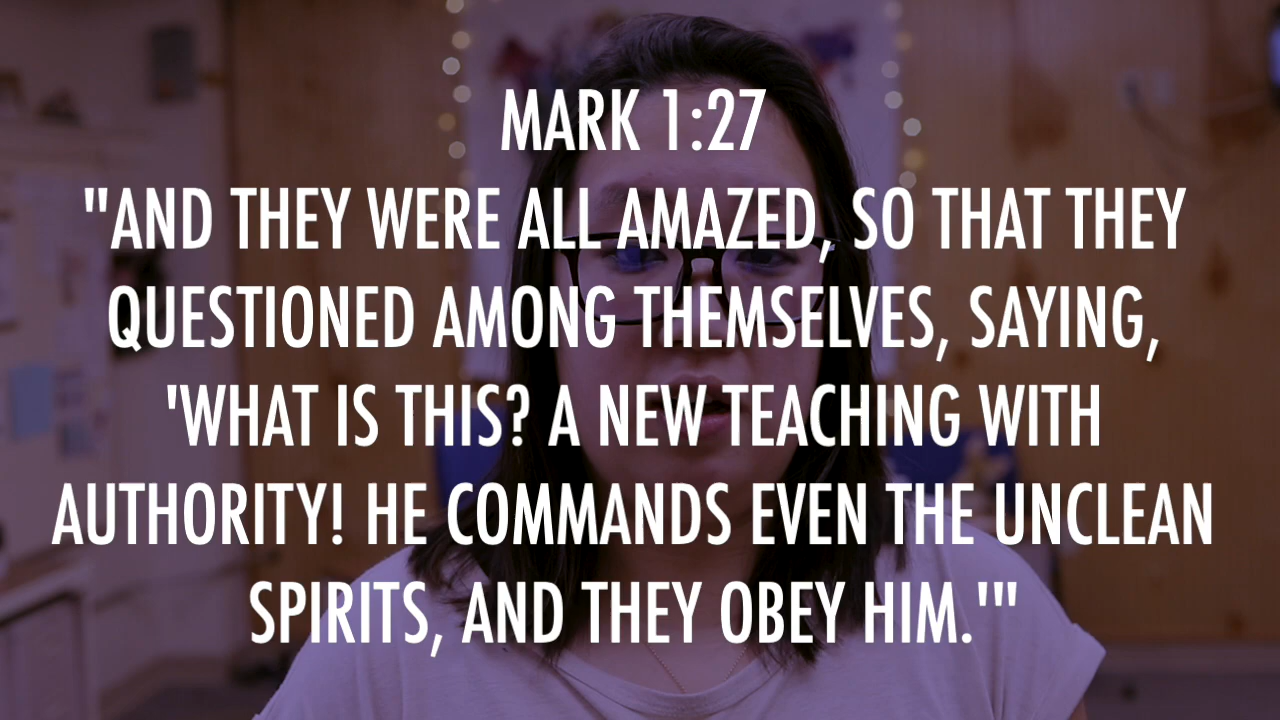 MARK 1:27
"AND THEY WERE ALL AMAZED, SO THAT THEY
QUESTIONED AMONG THEMSELVES, SAYING,
'WHAT IS THIS? A NEW TEACHING WITH
AUTHORITY! HE COMMANDS EVEN THE UNCLEAN
SPIRITS, AND THEY OBEY HIM.'"